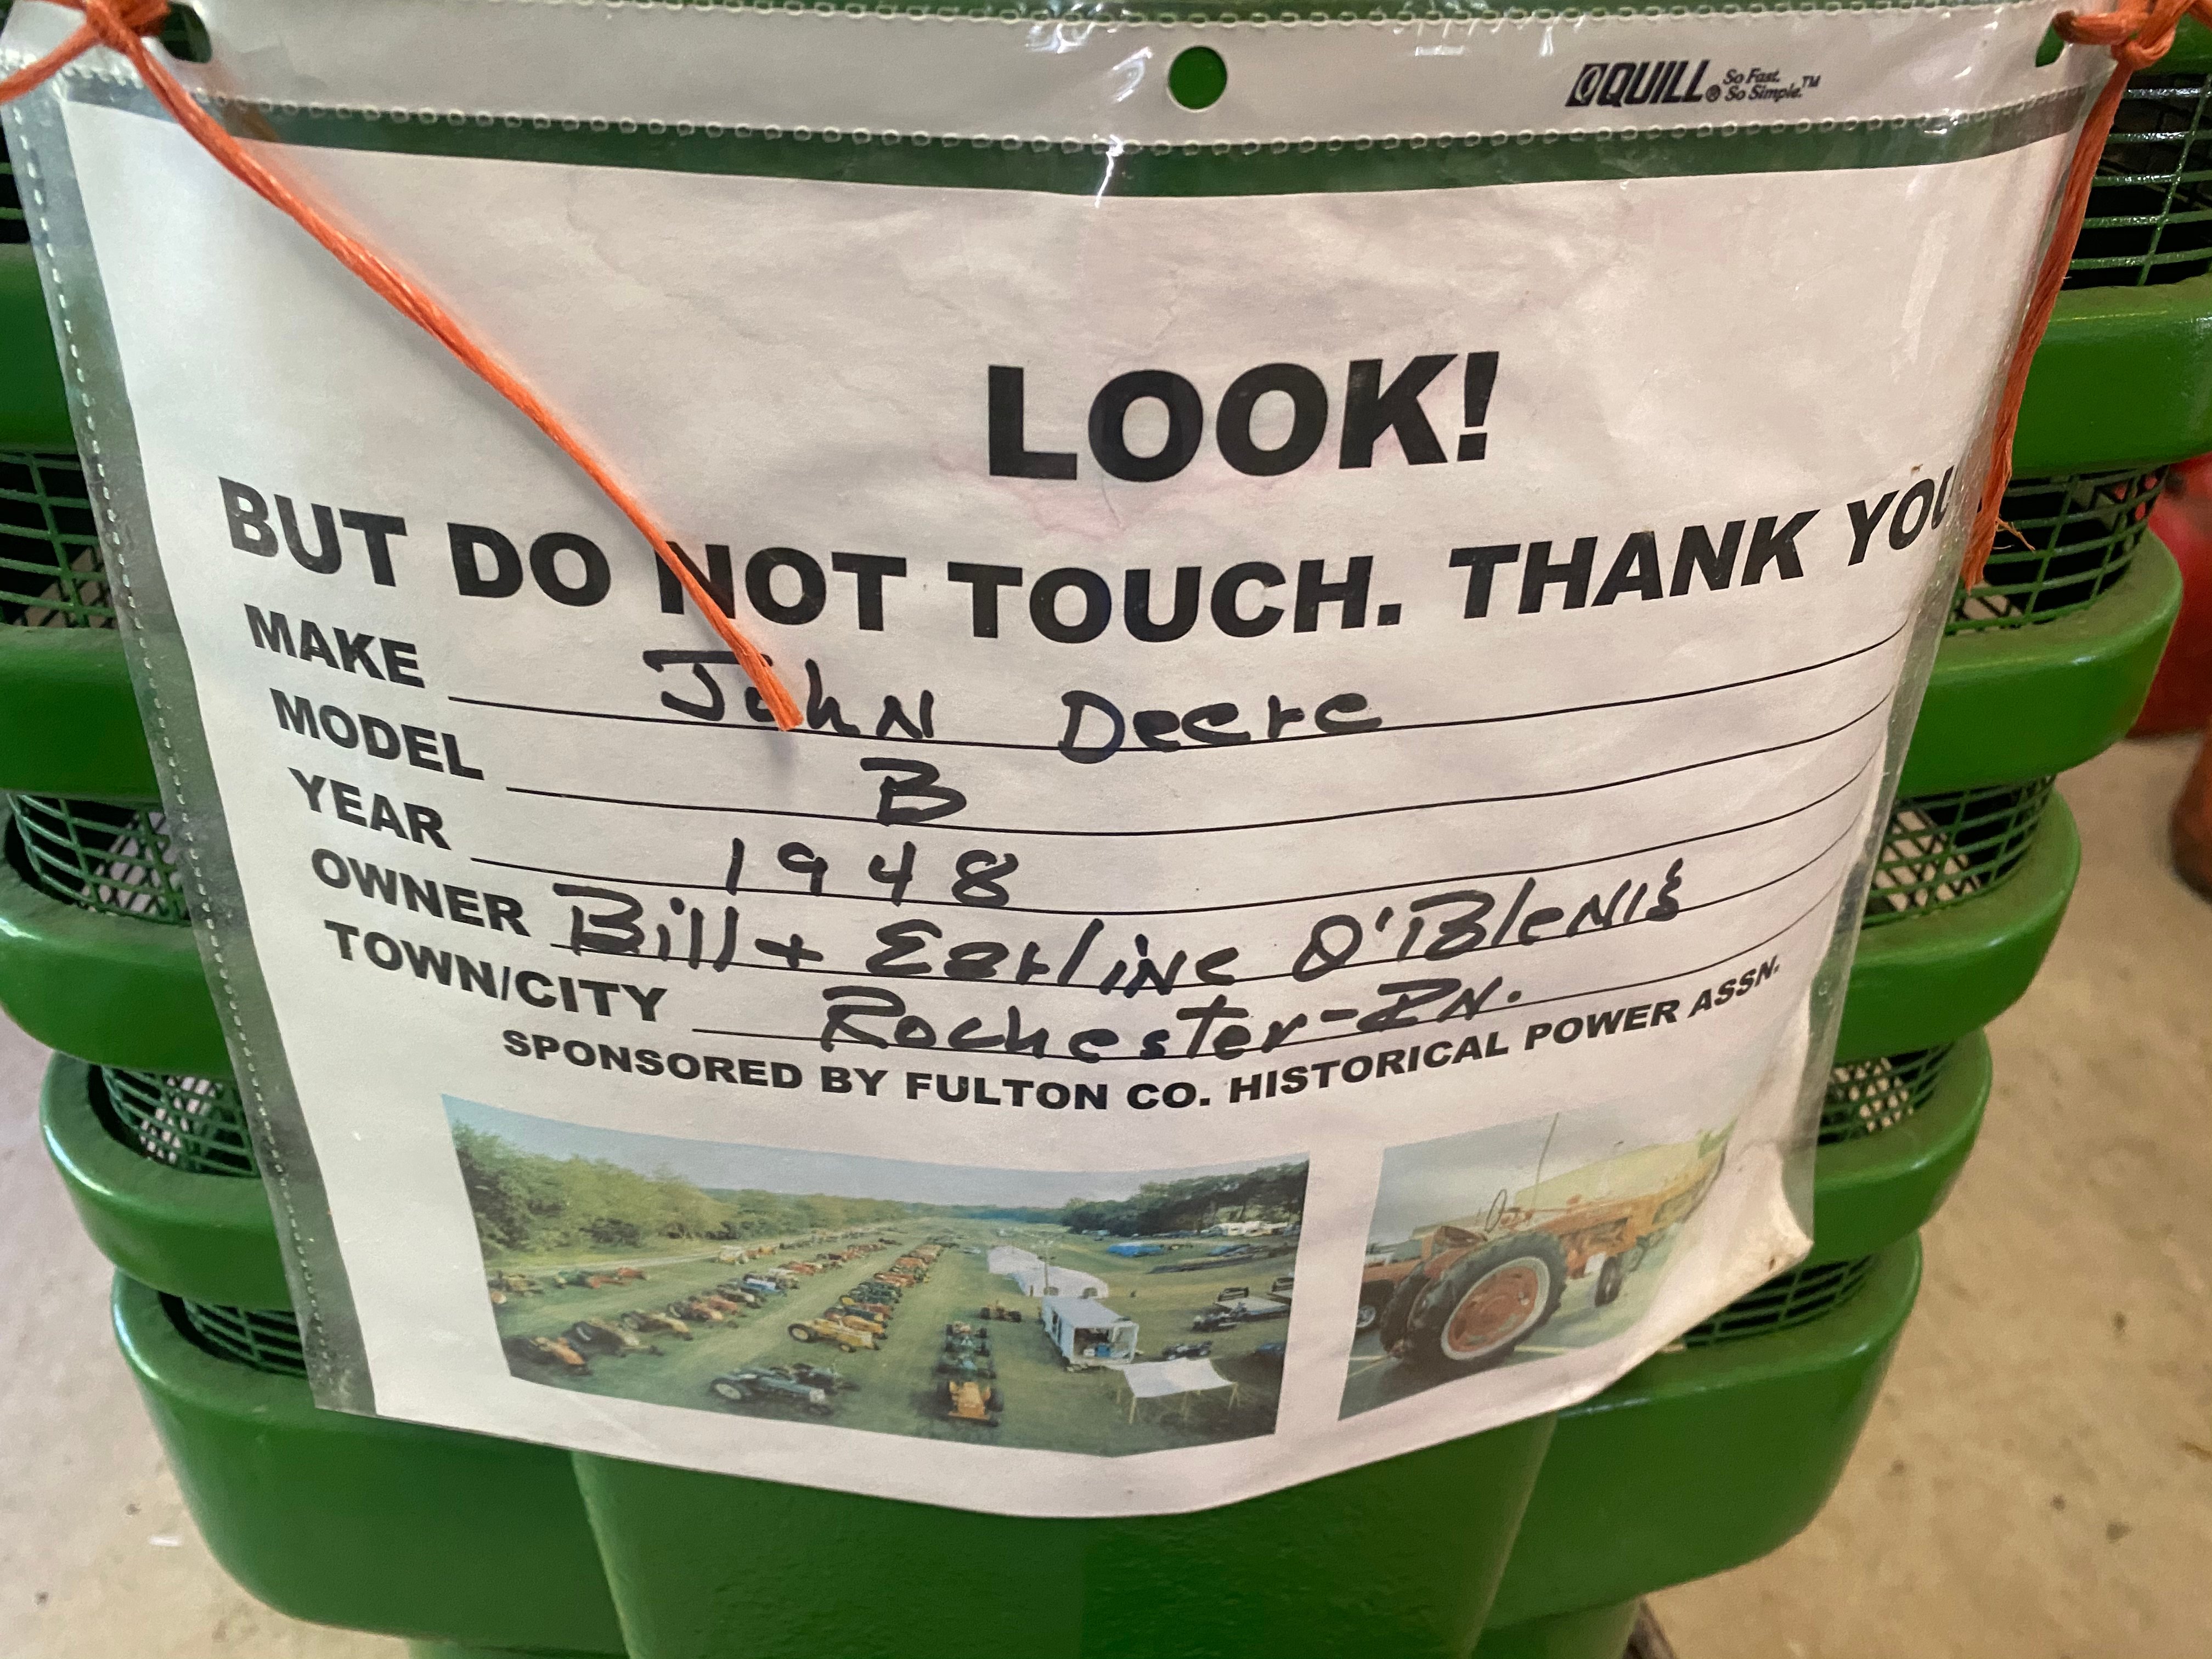 QUILL® So Fast. So Simple.™
LOOK!
BUT DO NOT TOUCH. THANK YOU
MAKE John Deere
MODEL B
YEAR 1948
OWNER Bill + Earline O'Blenis
TOWN/CITY Rochester-IN.
SPONSORED BY FULTON CO. HISTORICAL POWER ASSN.